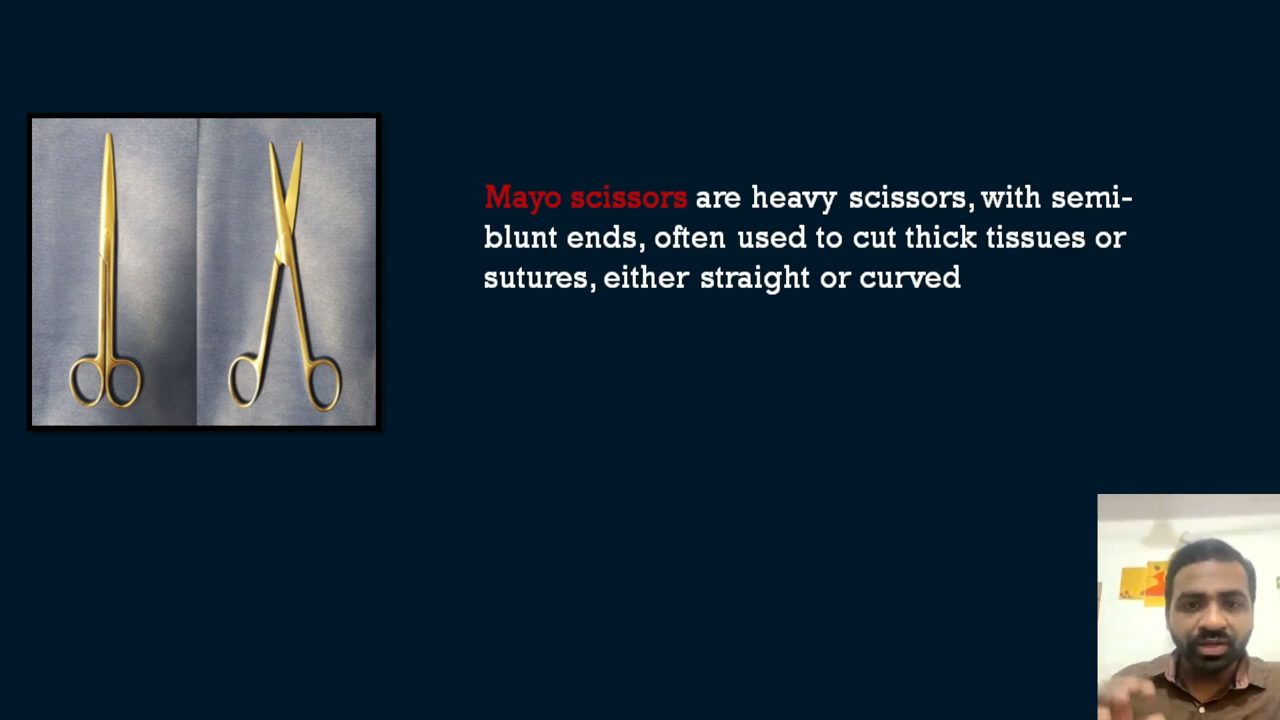 Mayo scissors are heavy scissors, with semi-
blunt ends, often used to cut thick tissues or
sutures, either straight or curved